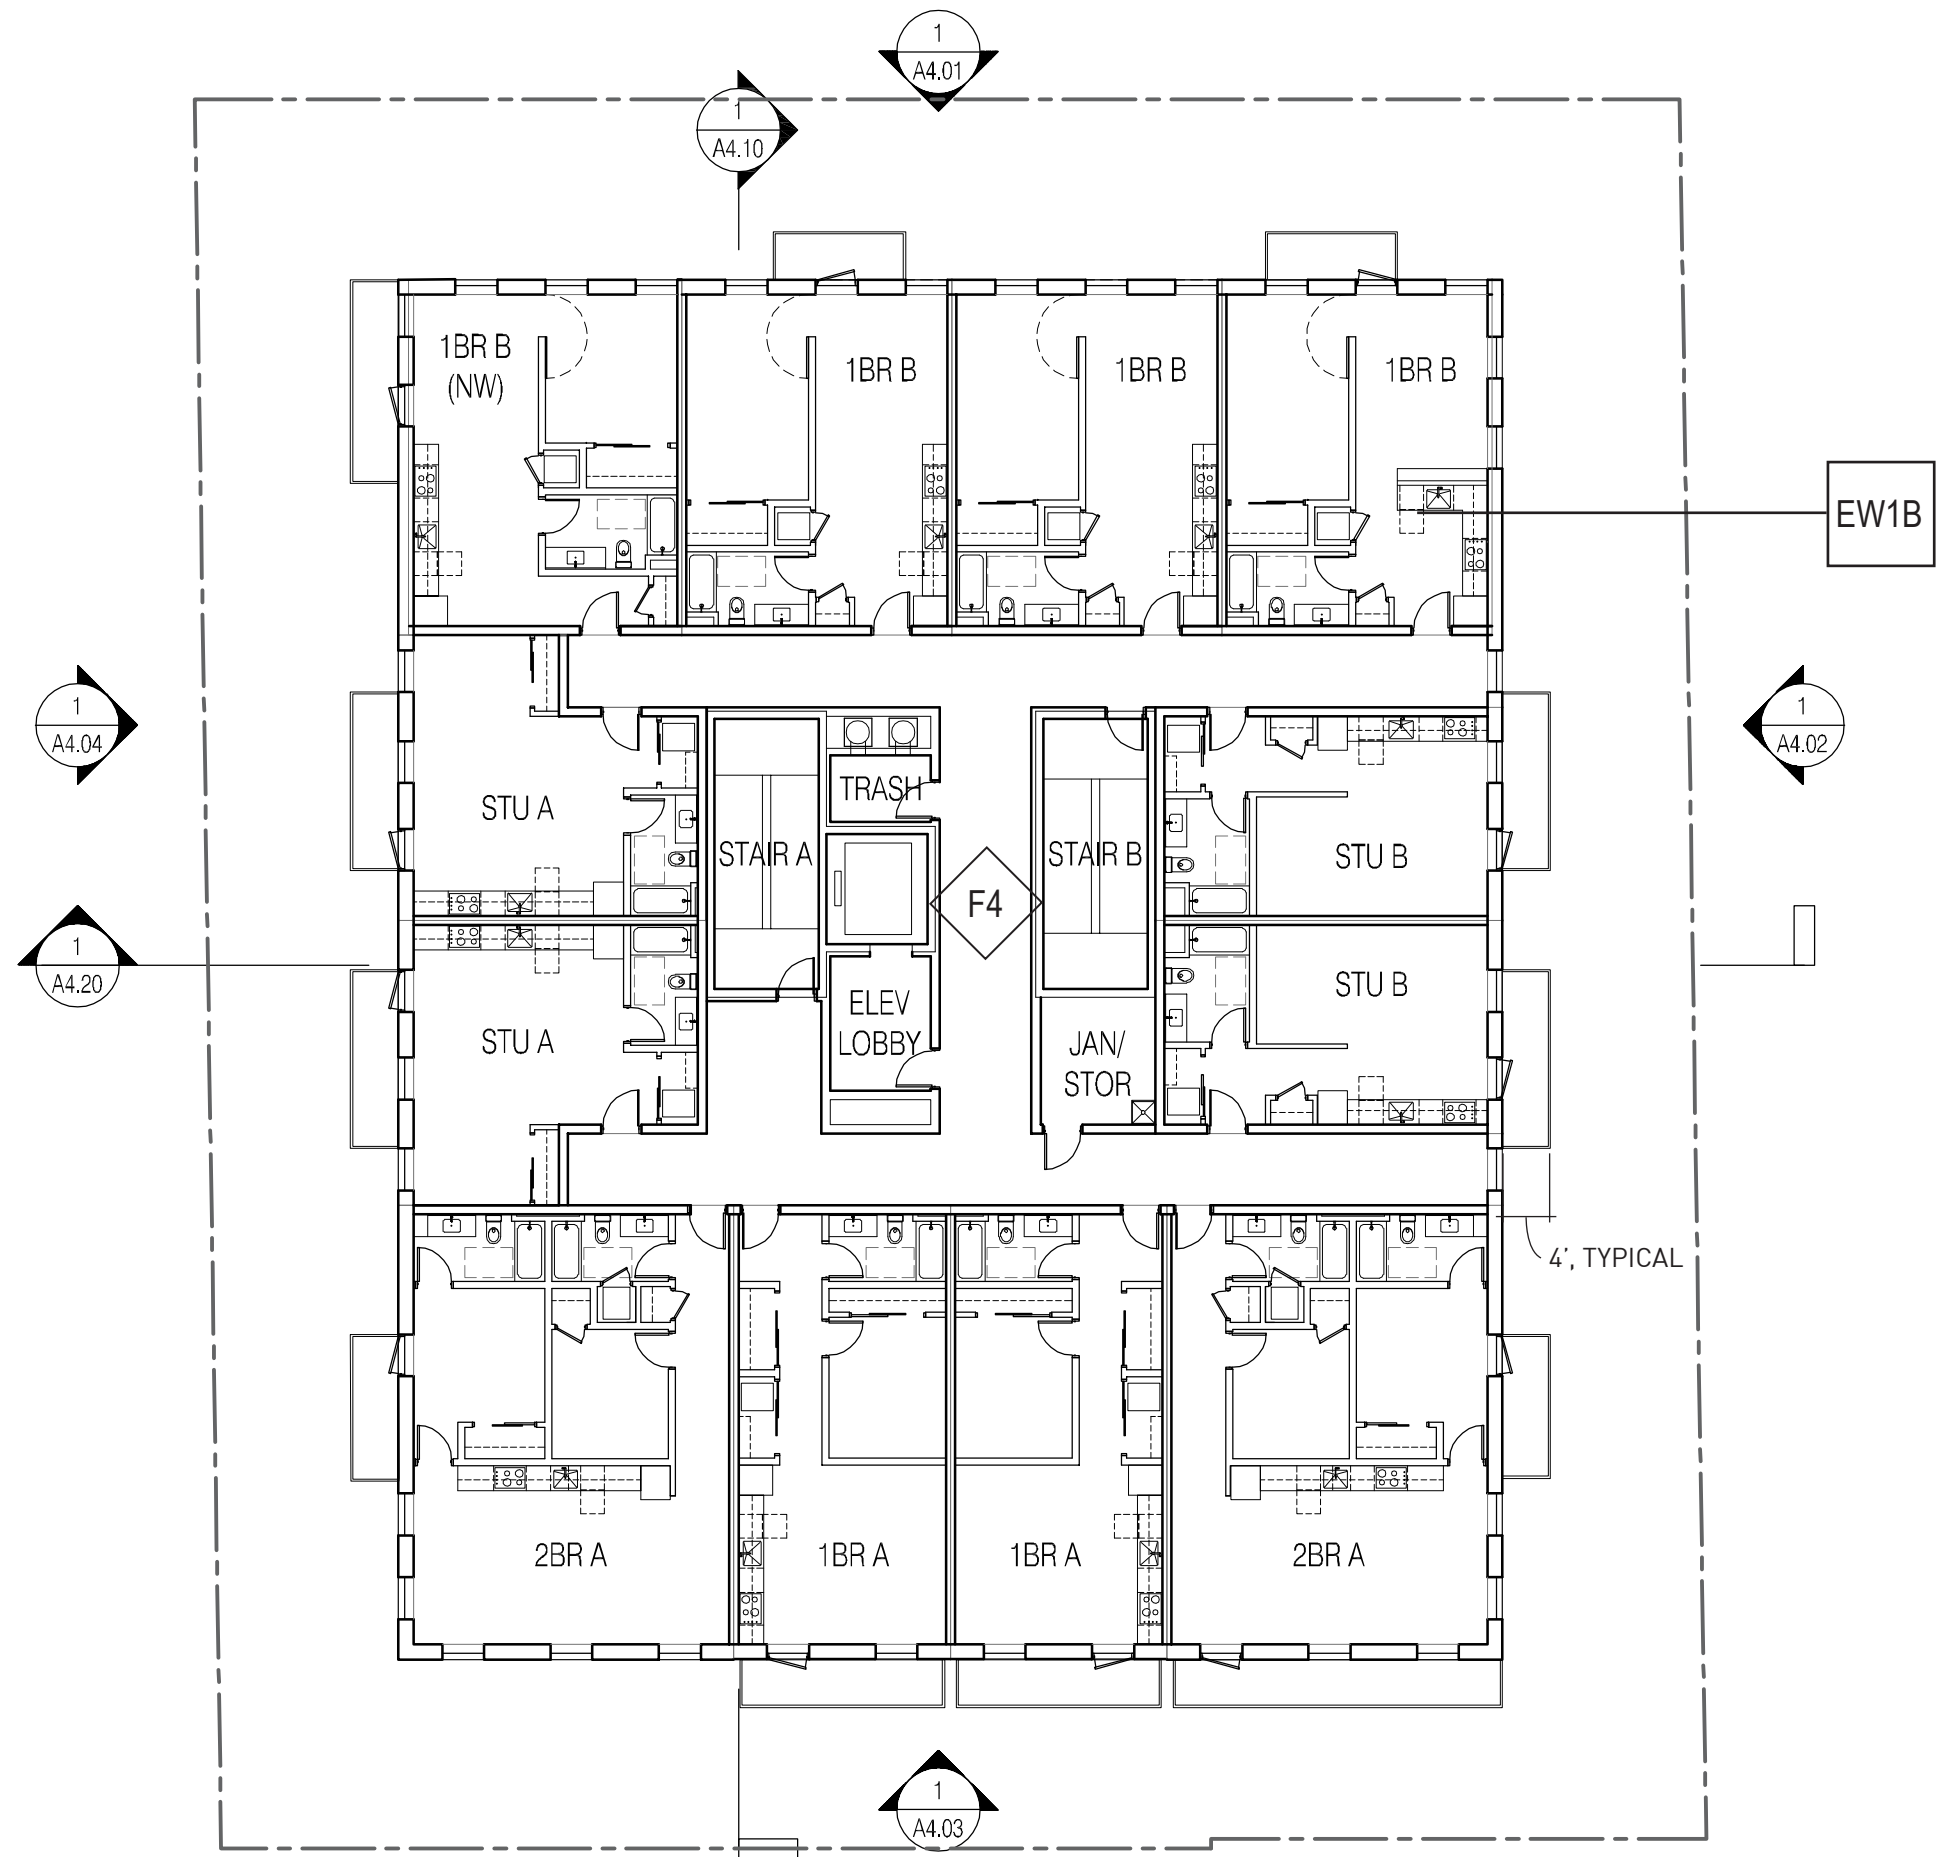 1
A4.01
1
A4.10
1BR B
(NW)
1BR B
1BR B
1BR B
EW1B
1
A4.04
1
A4.02
TRASH
STU A
STAIR A
STAIR B
STU B
F4
1
A4.20
STU B
ELEV
LOBBY
STU A
JAN/
STOR
4', TYPICAL
2BR A
1BR A
1BR A
2BR A
1
A4.03